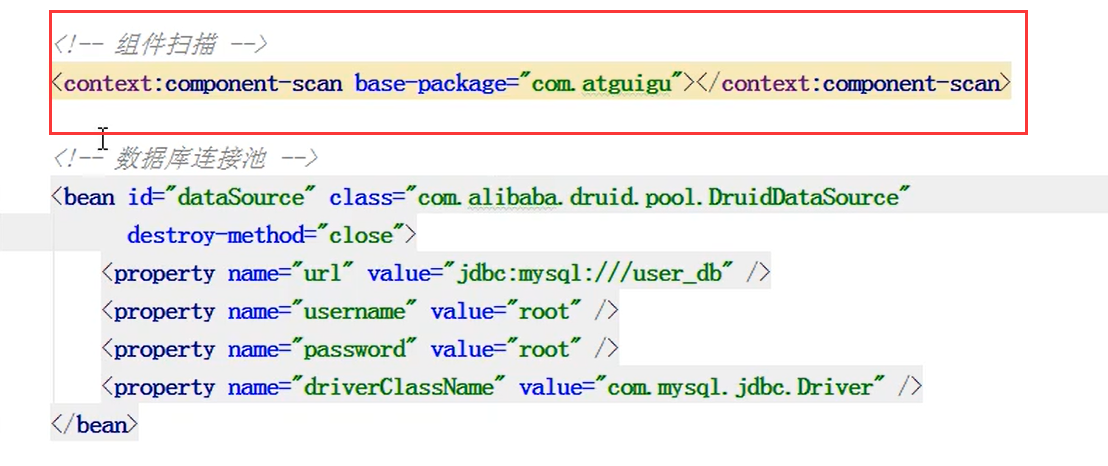 <!-- 组件扫描 -->
<context:component-scan base-package="com.atguigu"></context:component-scan>
<!-- 数据库连接池 -->
<bean id="dataSource" class="com.alibaba.druid.pool.DruidDataSource"
destroy-method="close">
<property name="url" value="jdbc:mysql:///user_db" />
<property name="username" value="root" />
<property name="password" value="root" />
<property name="driverClassName" value="com.mysql.jdbc.Driver" />
</bean>